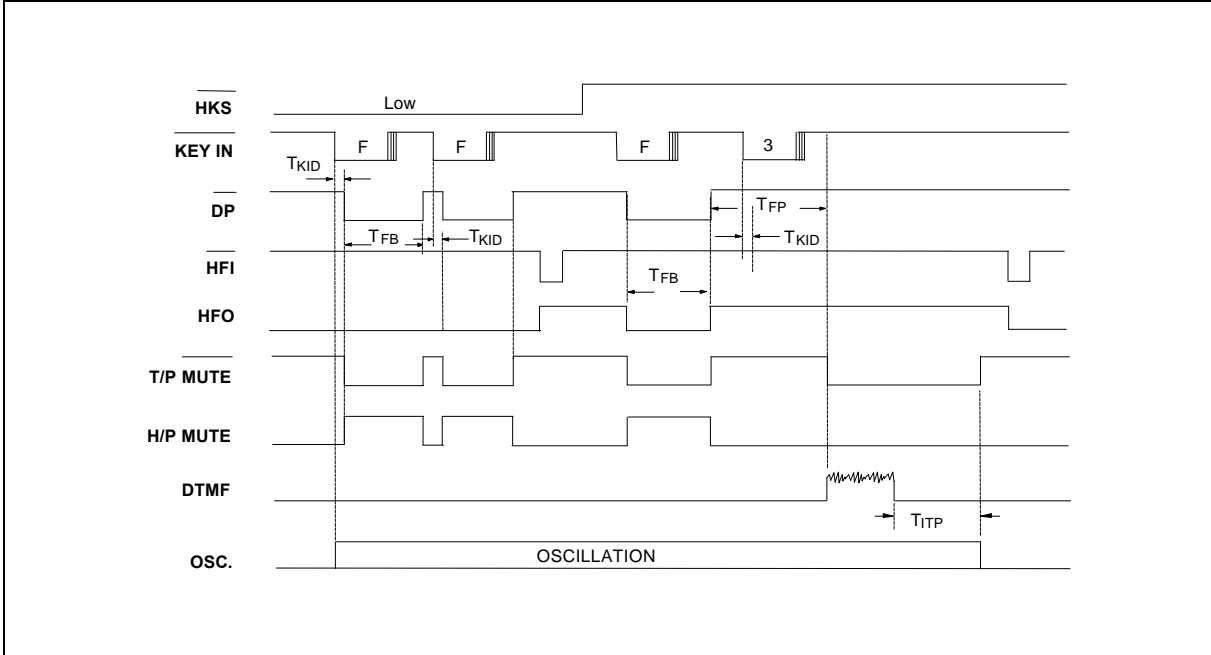 HKS
Low
KEY IN
F
F
F
3
TKID
DP
TFB
TKID
TFP
TKID
HFI
TFB
HFO
T/P MUTE
H/P MUTE
DTMF
TITP
OSC.
OSCILLATION